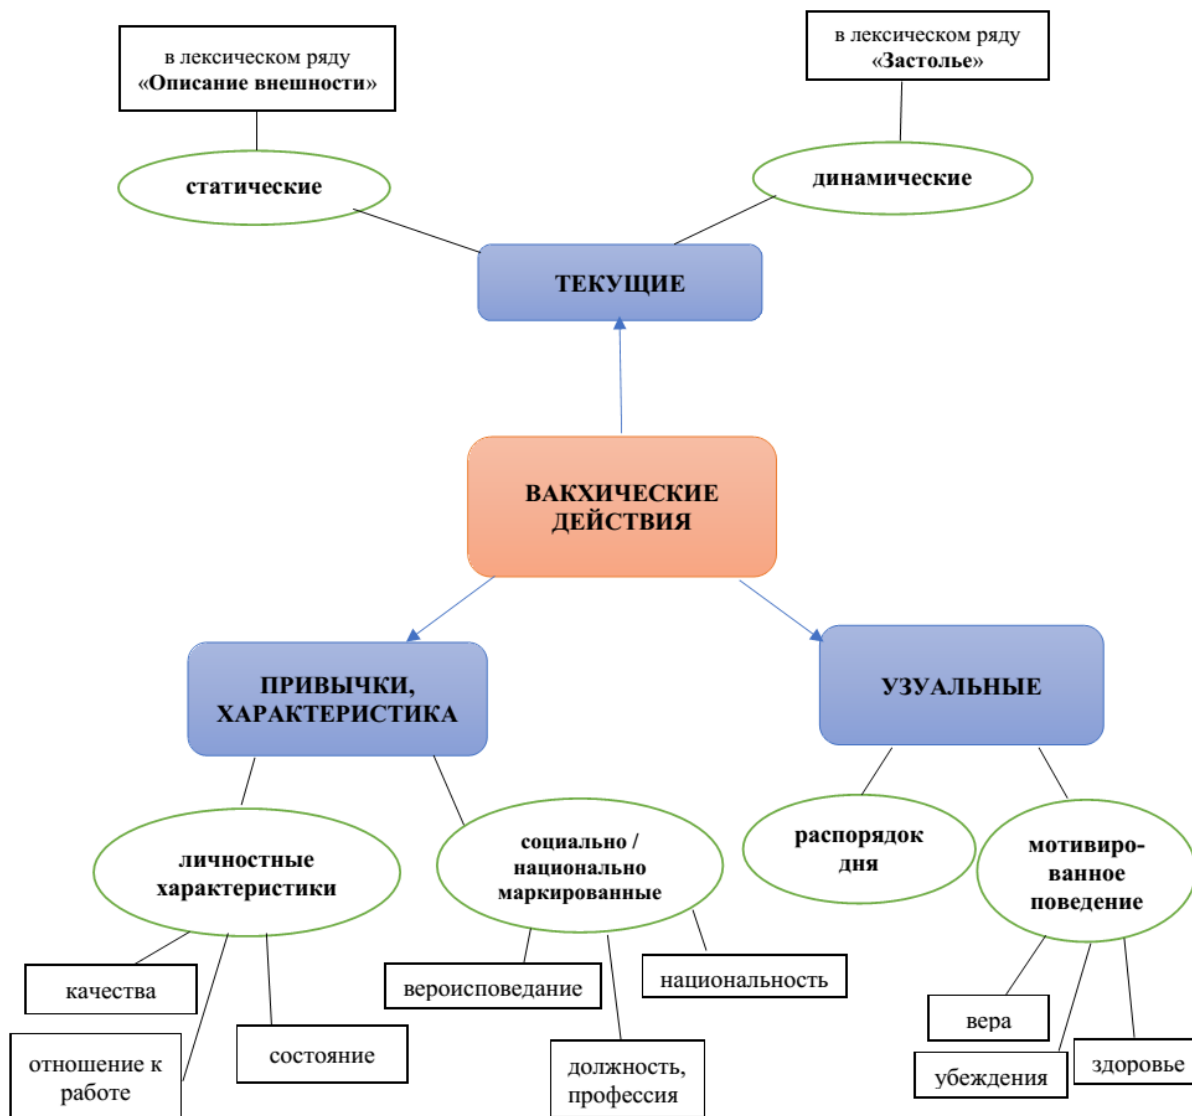 в лексическом ряду
«Описание внешности»
в лексическом ряду
«Застолье»
статические
динамические
ТЕКУЩИЕ
ВАКХИЧЕСКИЕ
ДЕЙСТВИЯ
ПРИВЫЧКИ,
ХАРАКТЕРИСТИКА
УЗУАЛЬНЫЕ
личностные
характеристики
социально /
национально
маркированные
распорядок
дня
мотивиро-
ванное
поведение
качества
отношение к
работе
состояние
вероисповедание
должность,
профессия
национальность
вера
убеждения
здоровье